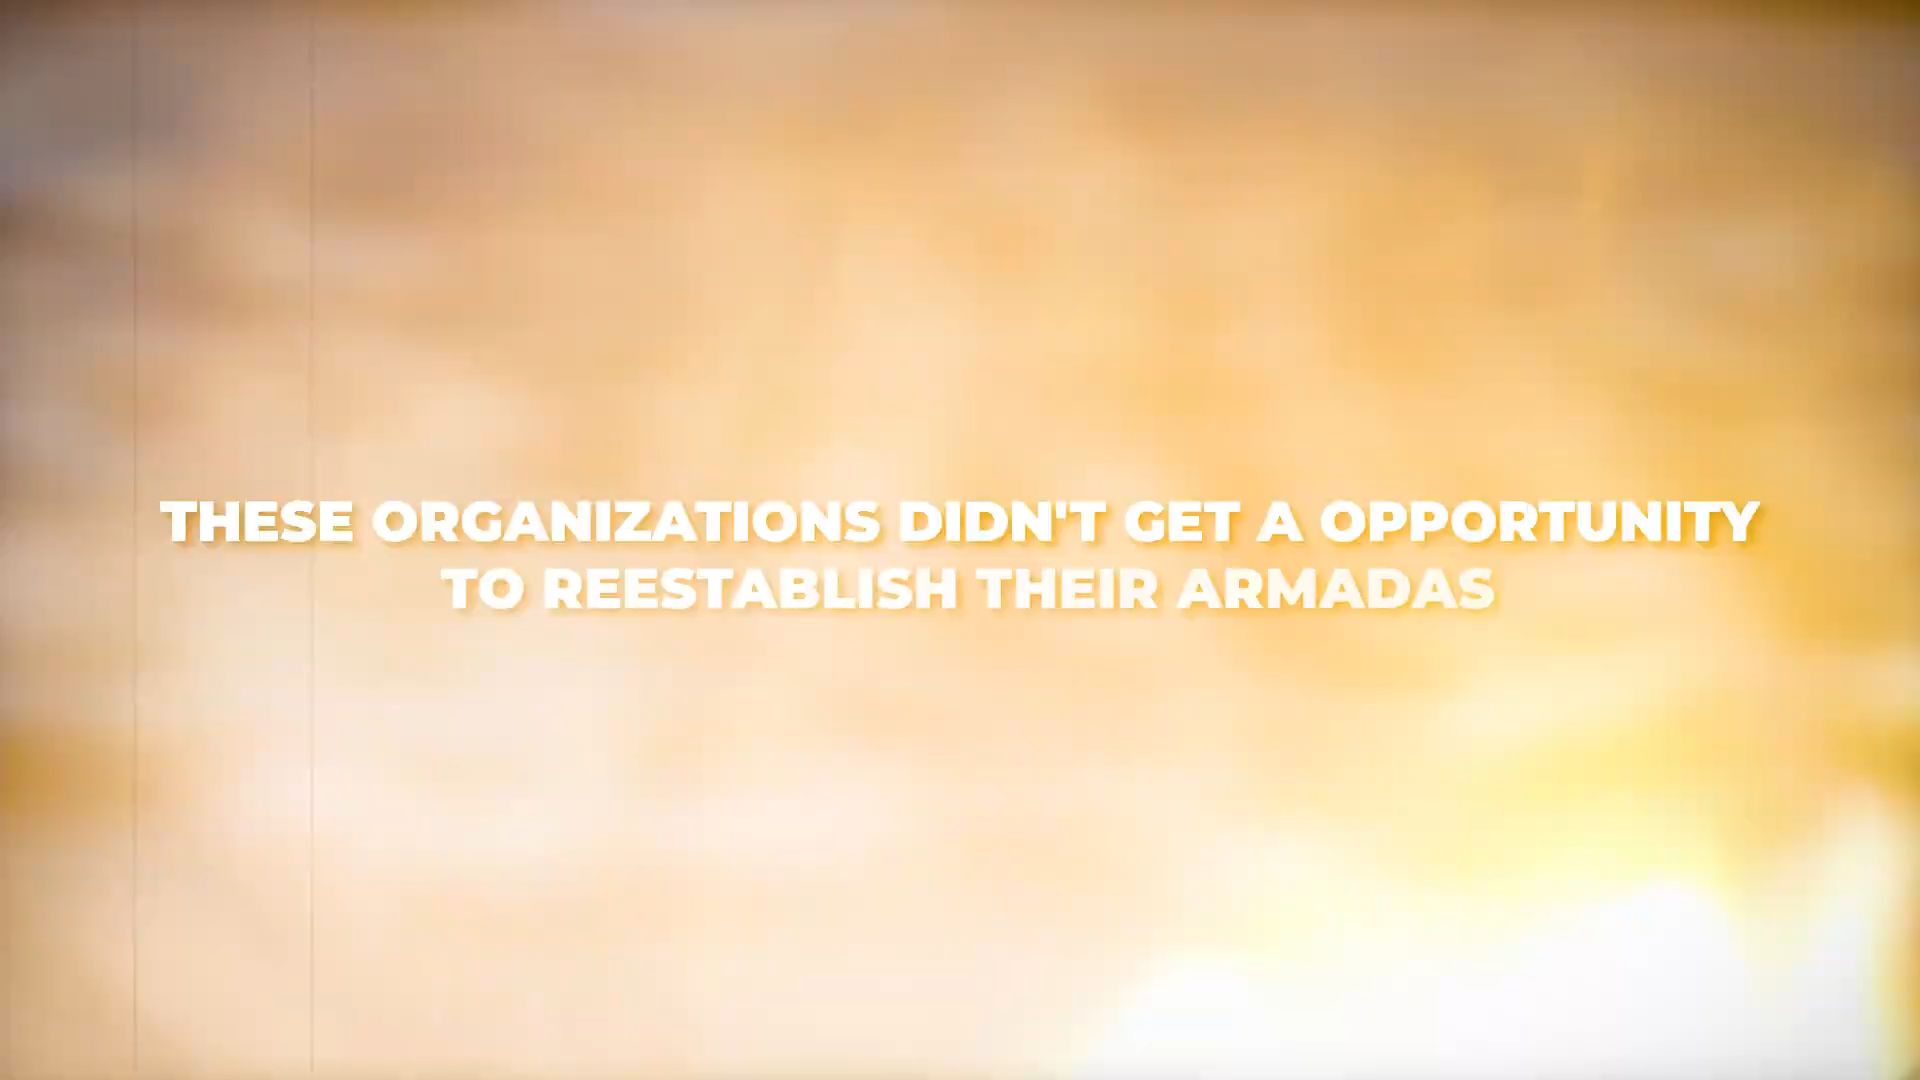 THESE ORGANIZATIONS DIDN'T GET A OPPORTUNITY
TO REESTABLISH THEIR ARMADAS